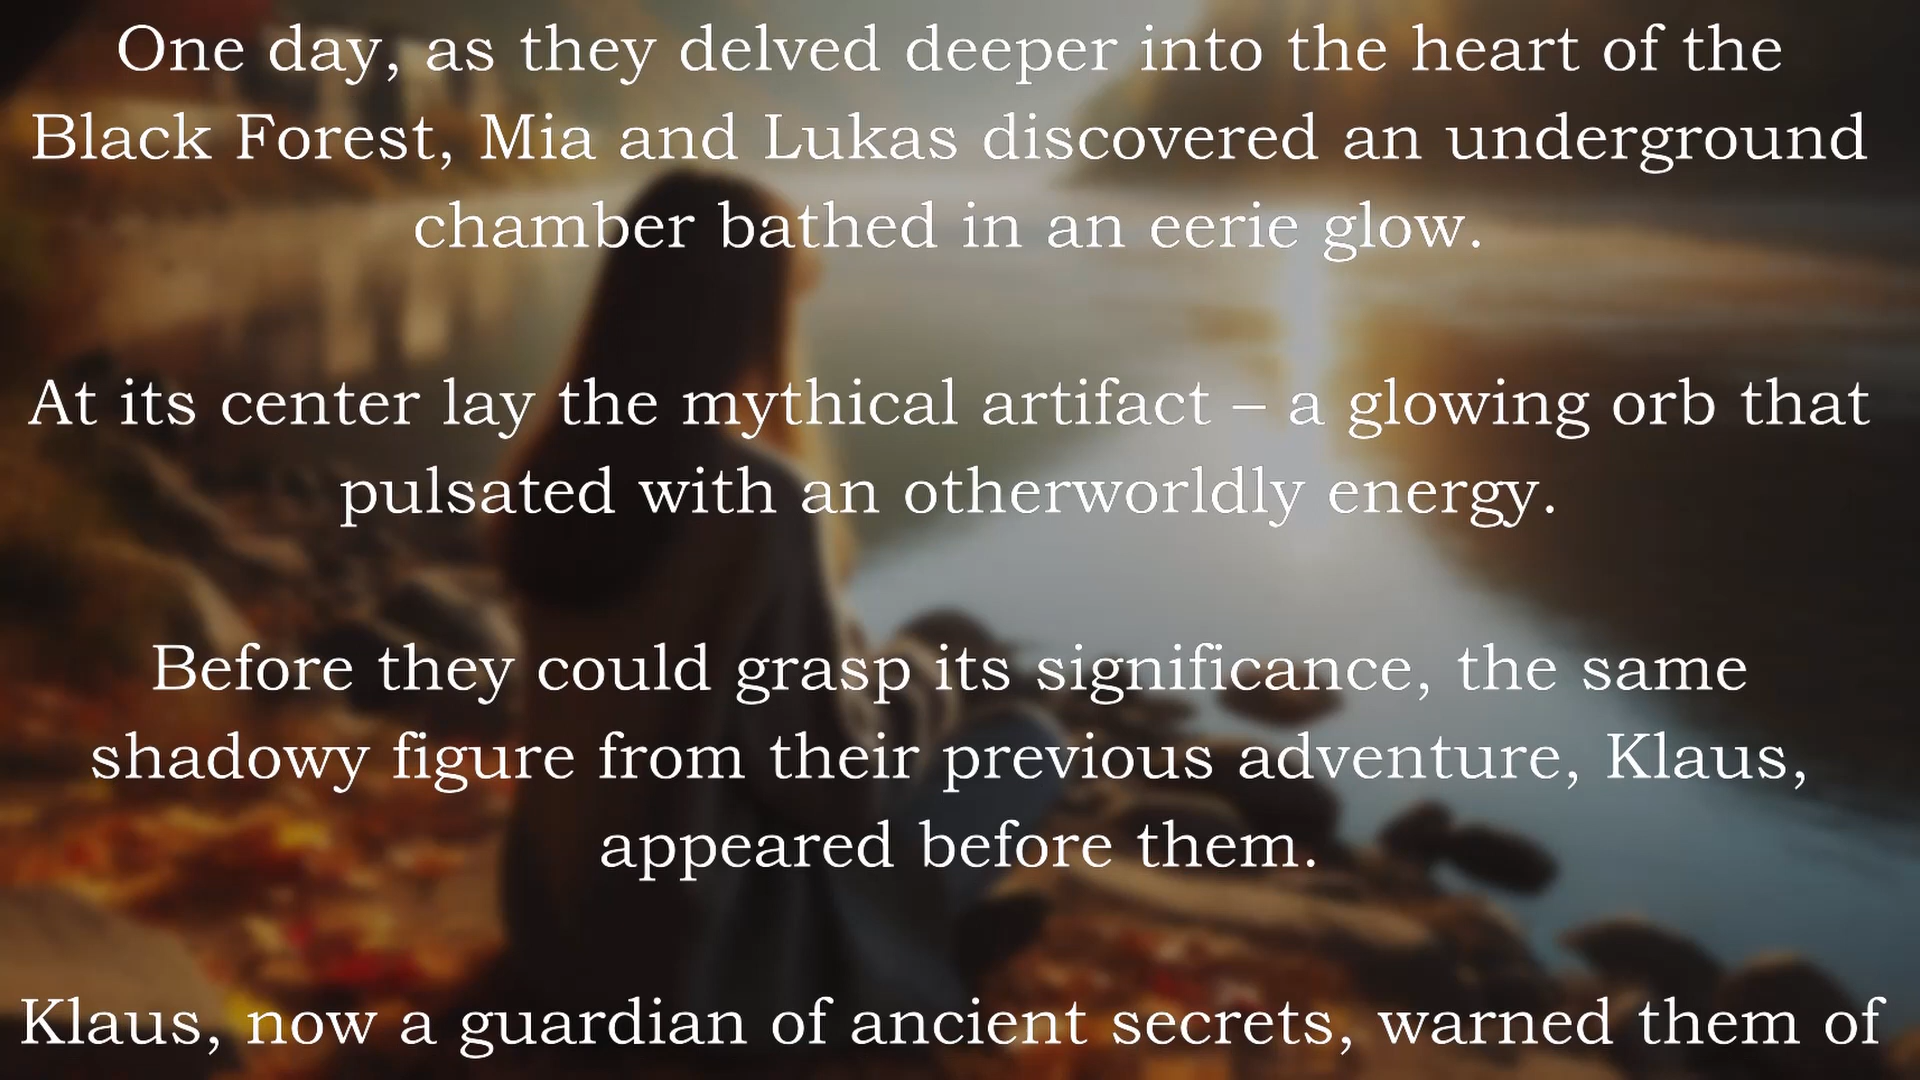 One day, as they delved deeper into the heart of the
Black Forest, Mia and Lukas discovered an underground
chamber bathed in an eerie glow.
At its center lay the mythical artifact – a glowing orb that
pulsated with an otherworldly energy.
Before they could grasp its significance, the same
shadowy figure from their previous adventure, Klaus,
appeared before them.
Klaus, now a guardian of ancient secrets, warned them of